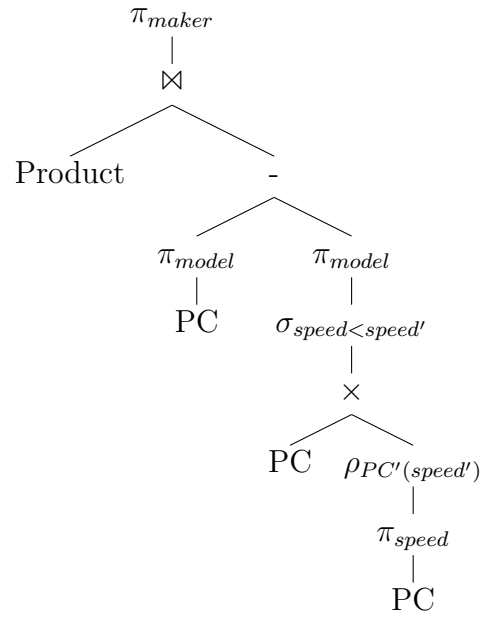 π_maker
⋈
Product -
π_model π_model
PC σ_speed<speed′
×
PC ρ_PC′(speed′)
π_speed
PC